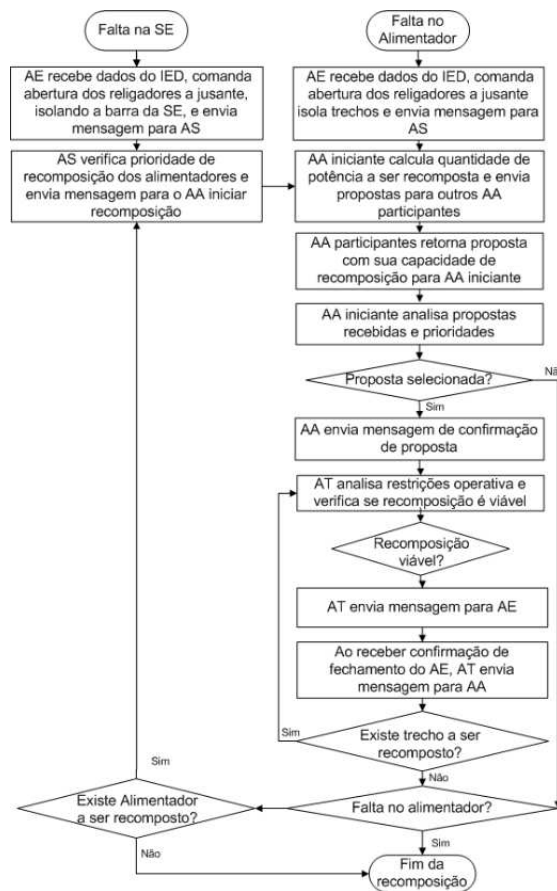 Falta na SE
Falta no
Alimentador
AE recebe dados do IED, comanda
abertura dos religadores a jusante,
isolando a barra da SE, e envia
mensagem para AS
AE recebe dados do IED, comanda
abertura dos religadores a jusante
isola trechos e envia mensagem para
AS
AS verifica prioridade de
recomposição dos alimentadores e
envia mensagem para o AA iniciar
recomposição
AA iniciante calcula quantidade de
potência a ser recomposta e envia
propostas para outros AA
participantes
AA participantes retorna proposta
com sua capacidade de
recomposição para AA iniciante
AA iniciante analisa propostas
recebidas e prioridades
Proposta selecionada?
Sim
AA envia mensagem de confirmação
de proposta
AT analisa restrições operativa e
verifica se recomposição é viável
Recomposição
viável?
AT envia mensagem para AE
Ao receber confirmação de
fechamento do AE, AT envia
mensagem para AA
Existe trecho a ser
recomposto?
Sim
Não
Falta no alimentador?
Sim
Existe Alimentador
a ser recomposto?
Sim
Não
Fim da
recomposição